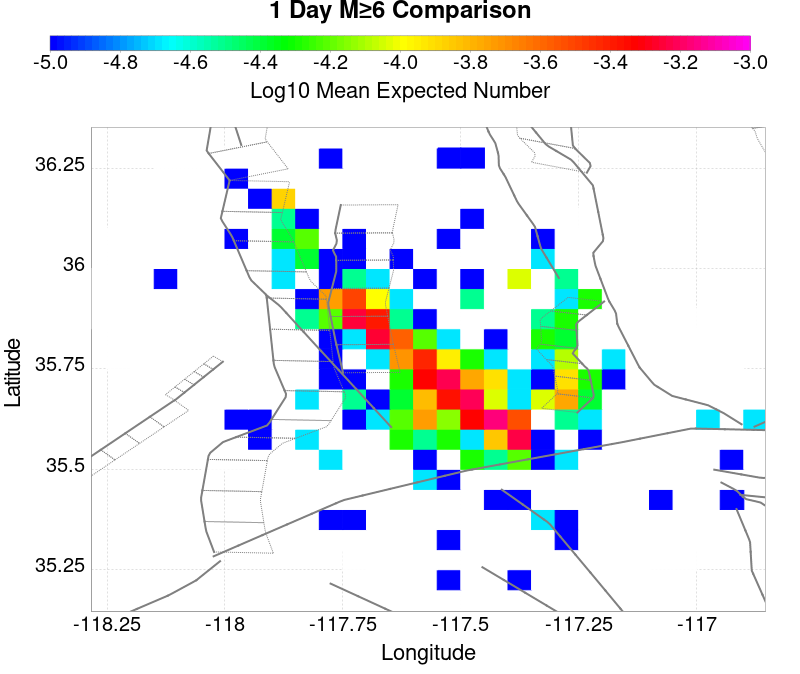 1 Day M≥6 Comparison
-5.0 -4.8 -4.6 -4.4 -4.2 -4.0 -3.8 -3.6 -3.4 -3.2 -3.0
Log10 Mean Expected Number
36.25
36
35.75
35.5
35.25
Latitude
-118.25 -118 -117.75 -117.5 -117.25 -117
Longitude